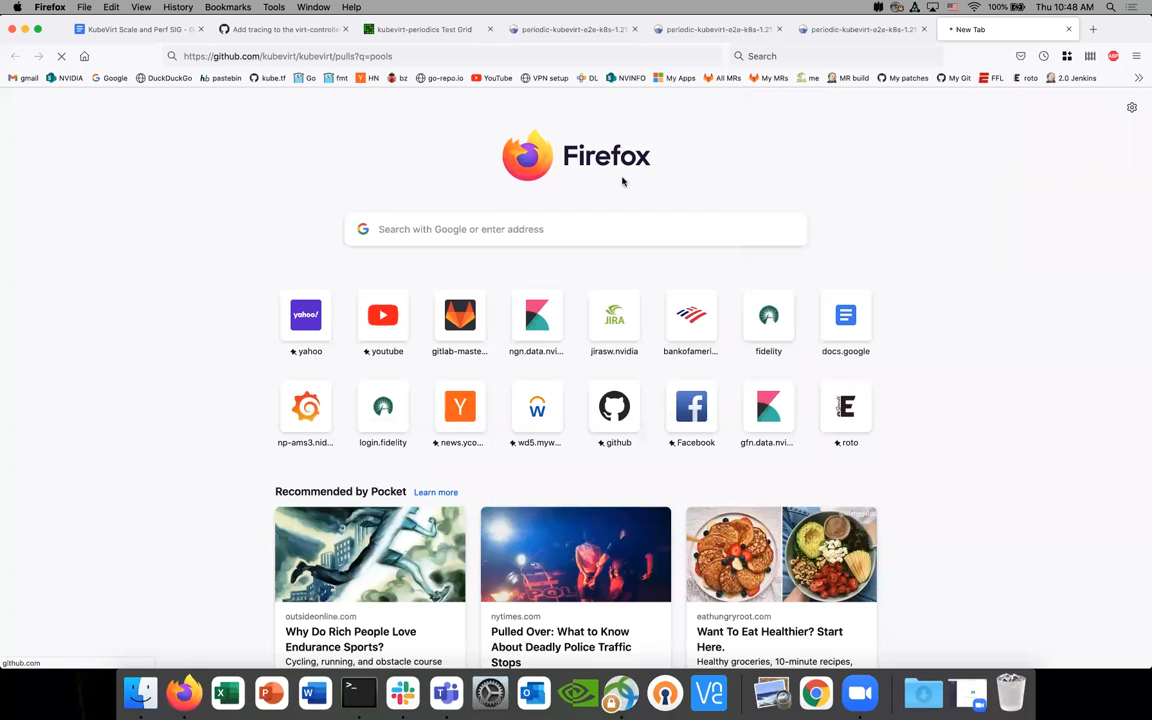 Firefox File Edit View History Bookmarks Tools Window Help 100% Thu 10:48 AM
KubeVirt Scale and Perf SIG - G Add tracing to the virt-controlle kubevirt-periodics Test Grid periodic-kubevirt-e2e-k8s-1.21 periodic-kubevirt-e2e-k8s-1.21 periodic-kubevirt-e2e-k8s-1.21 New Tab
https://github.com/kubevirt/kubevirt/pulls?q=pools Search
gmail NVIDIA Google DuckDuckGo pastebin kube.tf Go fmt HN bz go-repo.io YouTube VPN setup DL NVINFO My Apps All MRs My MRs me MR build My patches My Git FFL roto 2.0 Jenkins
Firefox
Search with Google or enter address
yahoo!
JIRA
yahoo youtube gitlab-maste... ngn.data.nvi... jirasw.nvidia bankofameri... fidelity docs.google
Y w E
np-ams3.nid... login.fidelity news.yco... wd5.myw... github Facebook gfn.data.nvi... roto
Recommended by Pocket Learn more
outsideonline.com nytimes.com eathungryroot.com
Why Do Rich People Love Pulled Over: What to Know Want To Eat Healthier? Start
Endurance Sports? About Deadly Police Traffic Here.
Cycling, running, and obstacle course Stops Healthy groceries, 10-minute recipes,
github.com